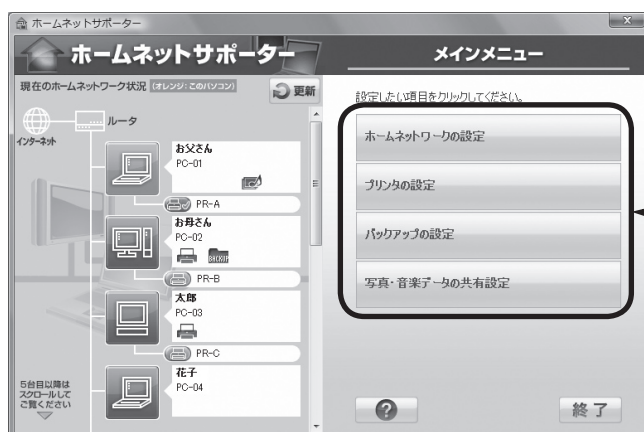 ホームネットサポーター
ホームネットサポーター
現在のホームネットワーク状況 (オレンジ:このパソコン)
更新
インターネット
ルータ
お父さん
PC-01
PR-A
お母さん
PC-02
BACKUP
PR-B
太郎
PC-03
PR-C
花子
PC-04
5台目以降は
スクロールして
ご覧ください
メインメニュー
設定したい項目をクリックしてください。
ホームネットワークの設定
プリンタの設定
バックアップの設定
写真・音楽データの共有設定
?
終了